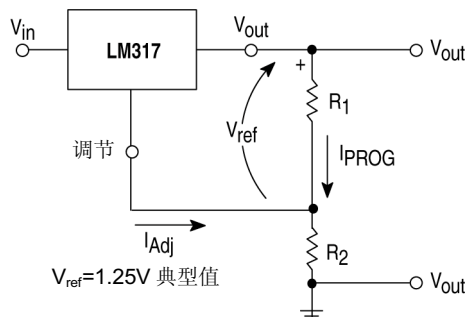 Vin
LM317
Vout
Vout
+
R1
Vref
调节
IPROG
IAdj
R2
Vref=1.25V 典型值
Vout